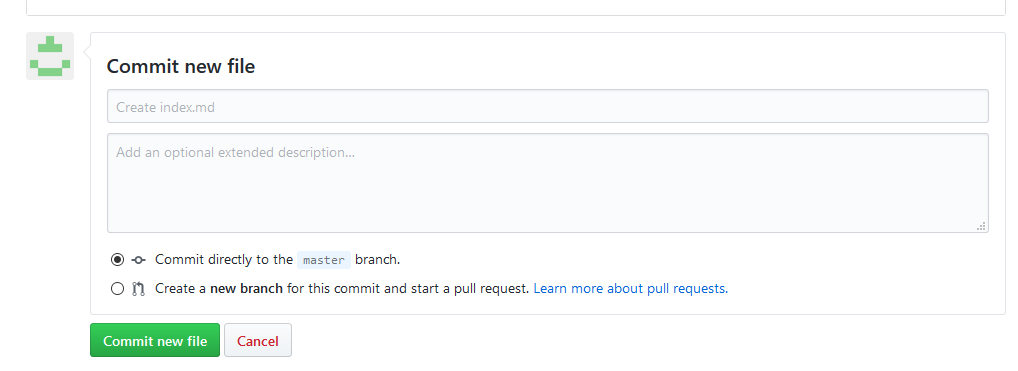 Commit new file
Create index.md
Add an optional extended description...
Commit directly to the master branch.
Create a new branch for this commit and start a pull request. Learn more about pull requests.
Commit new file Cancel